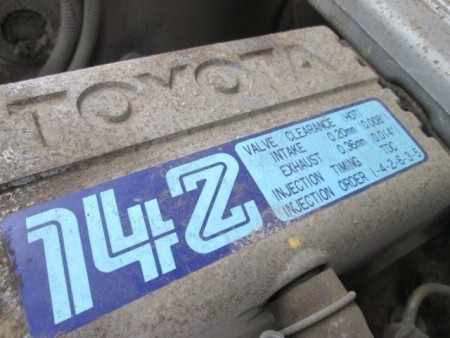 TOYOTA
14Z
VALVE CLEARANCE (HOT)
INTAKE 0.20mm (0.008")
EXHAUST 0.36mm (0.014")
INJECTION TIMING TDC
INJECTION ORDER 1-4-2-6-3-5